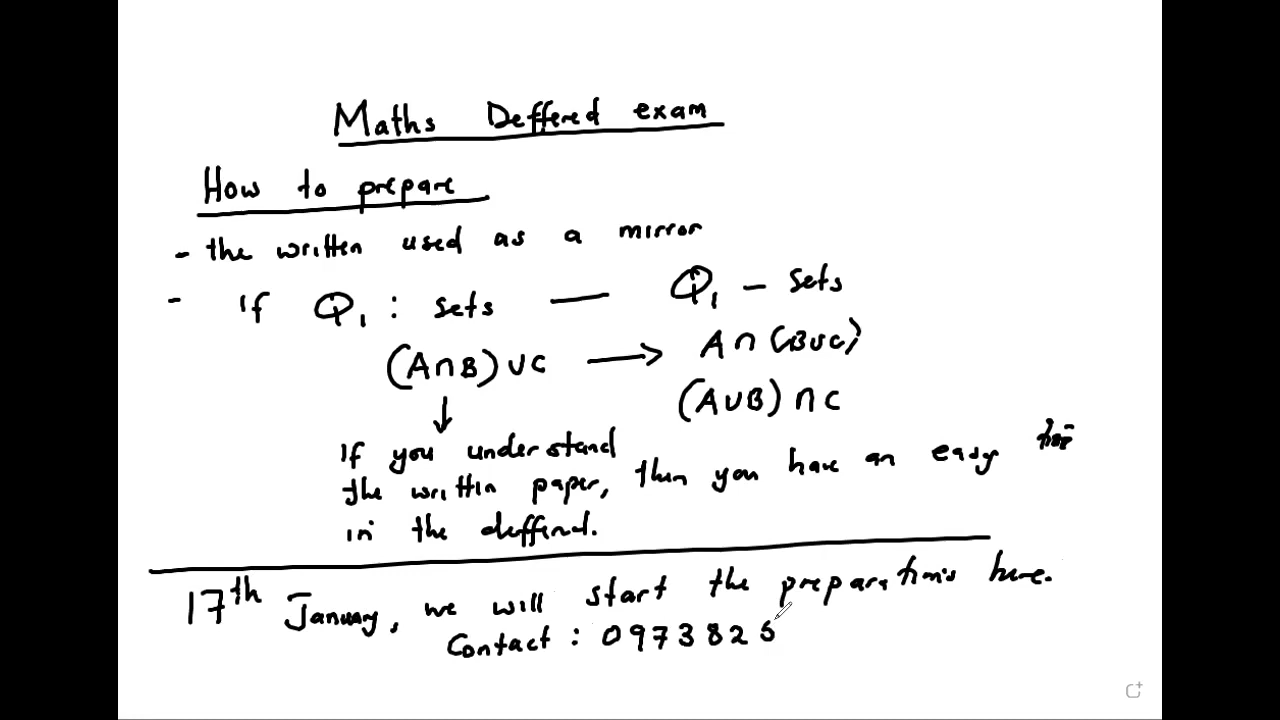 Maths Deffered exam
How to prepare
- the written used as a mirror
- If Q1 : sets — Q1 - sets
(A∩B)∪C → A∩(B∪C)
(A∪B)∩C
If you understand
the written paper, then you have an easy
in the deffered.
17th January, we will start the preparations here.
Contact : 0973825